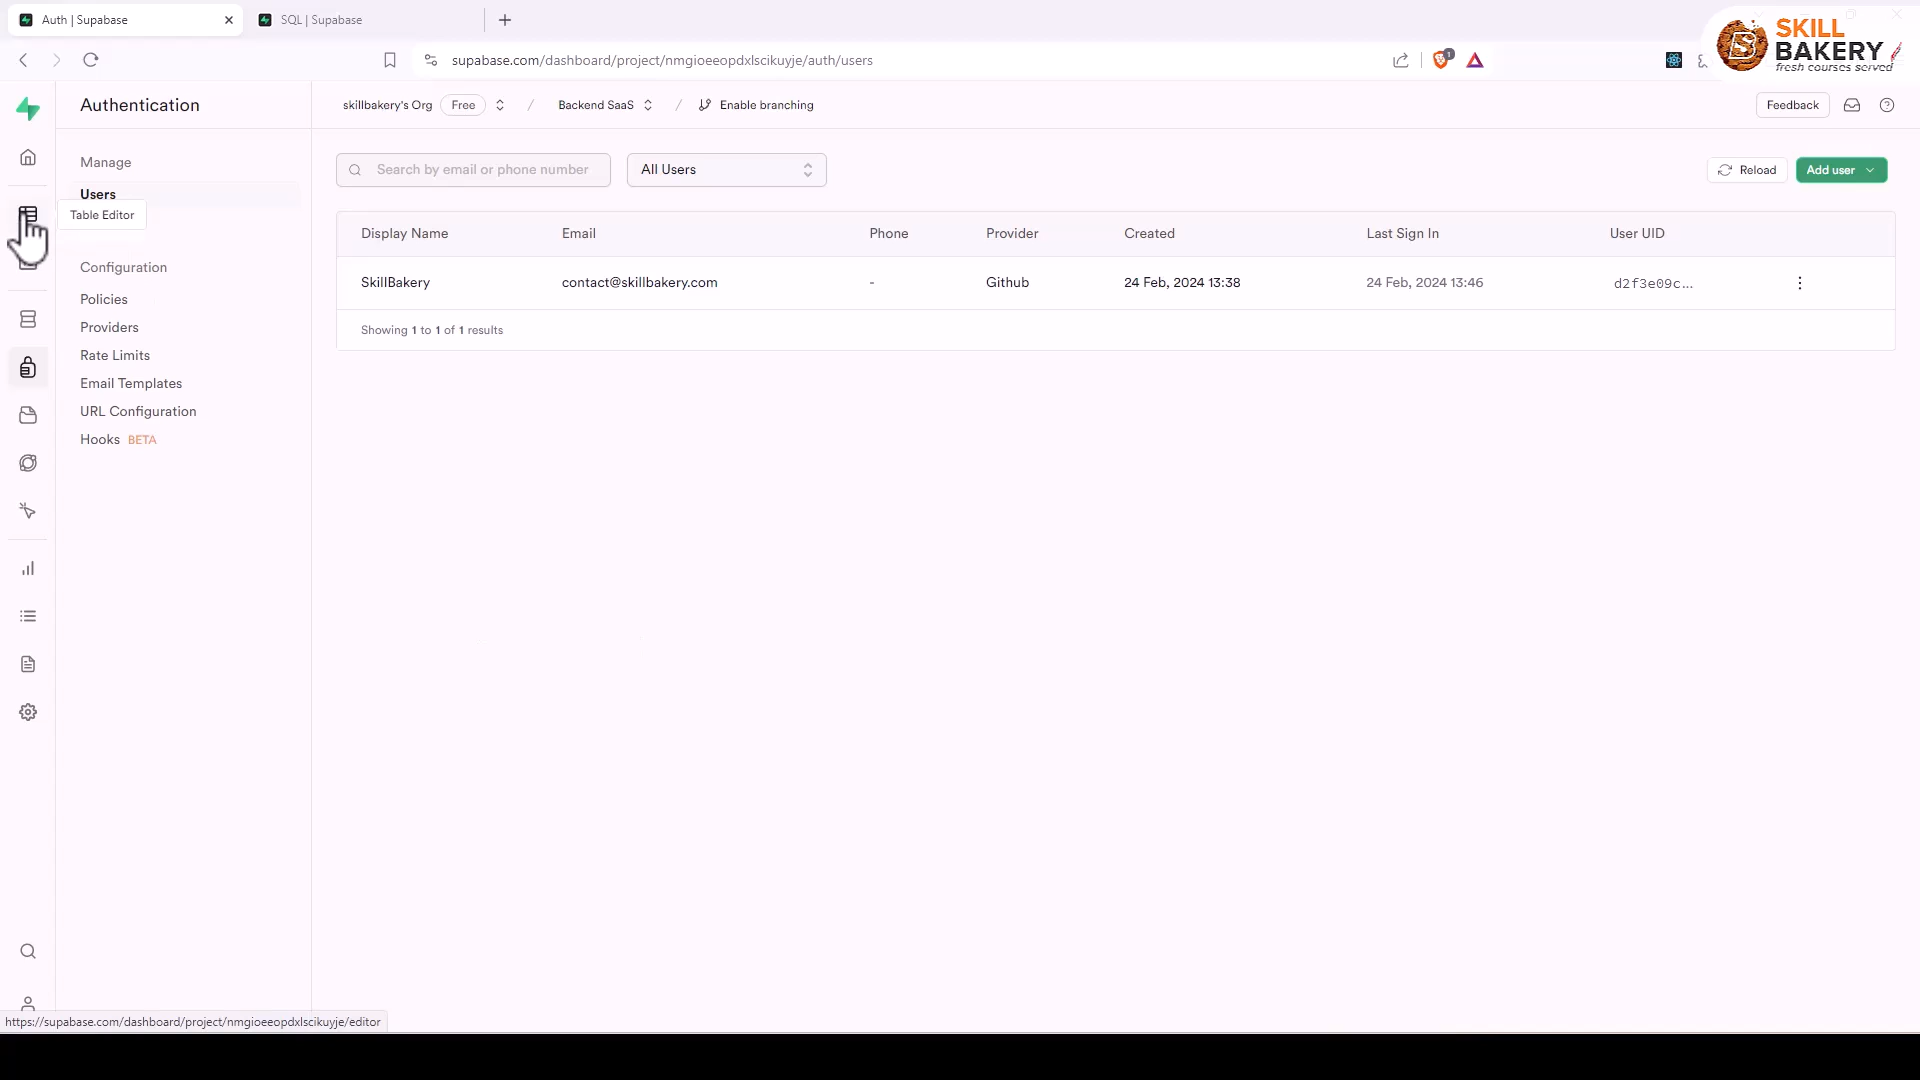 Auth | Supabase
SQL | Supabase
supabase.com/dashboard/project/nmgioeeopdxlscikuyje/auth/users
1
SKILL
BAKERY
fresh courses served
Authentication
skillbakery's Org Free / Backend SaaS / Enable branching
Feedback
Manage
Users
Table Editor
Configuration
Policies
Providers
Rate Limits
Email Templates
URL Configuration
Hooks BETA
Search by email or phone number
All Users
Reload
Add user
Display Name Email Phone Provider Created Last Sign In User UID
SkillBakery contact@skillbakery.com - Github 24 Feb, 2024 13:38 24 Feb, 2024 13:46 d2f3e09c...
Showing 1 to 1 of 1 results
https://supabase.com/dashboard/project/nmgioeeopdxlscikuyje/editor